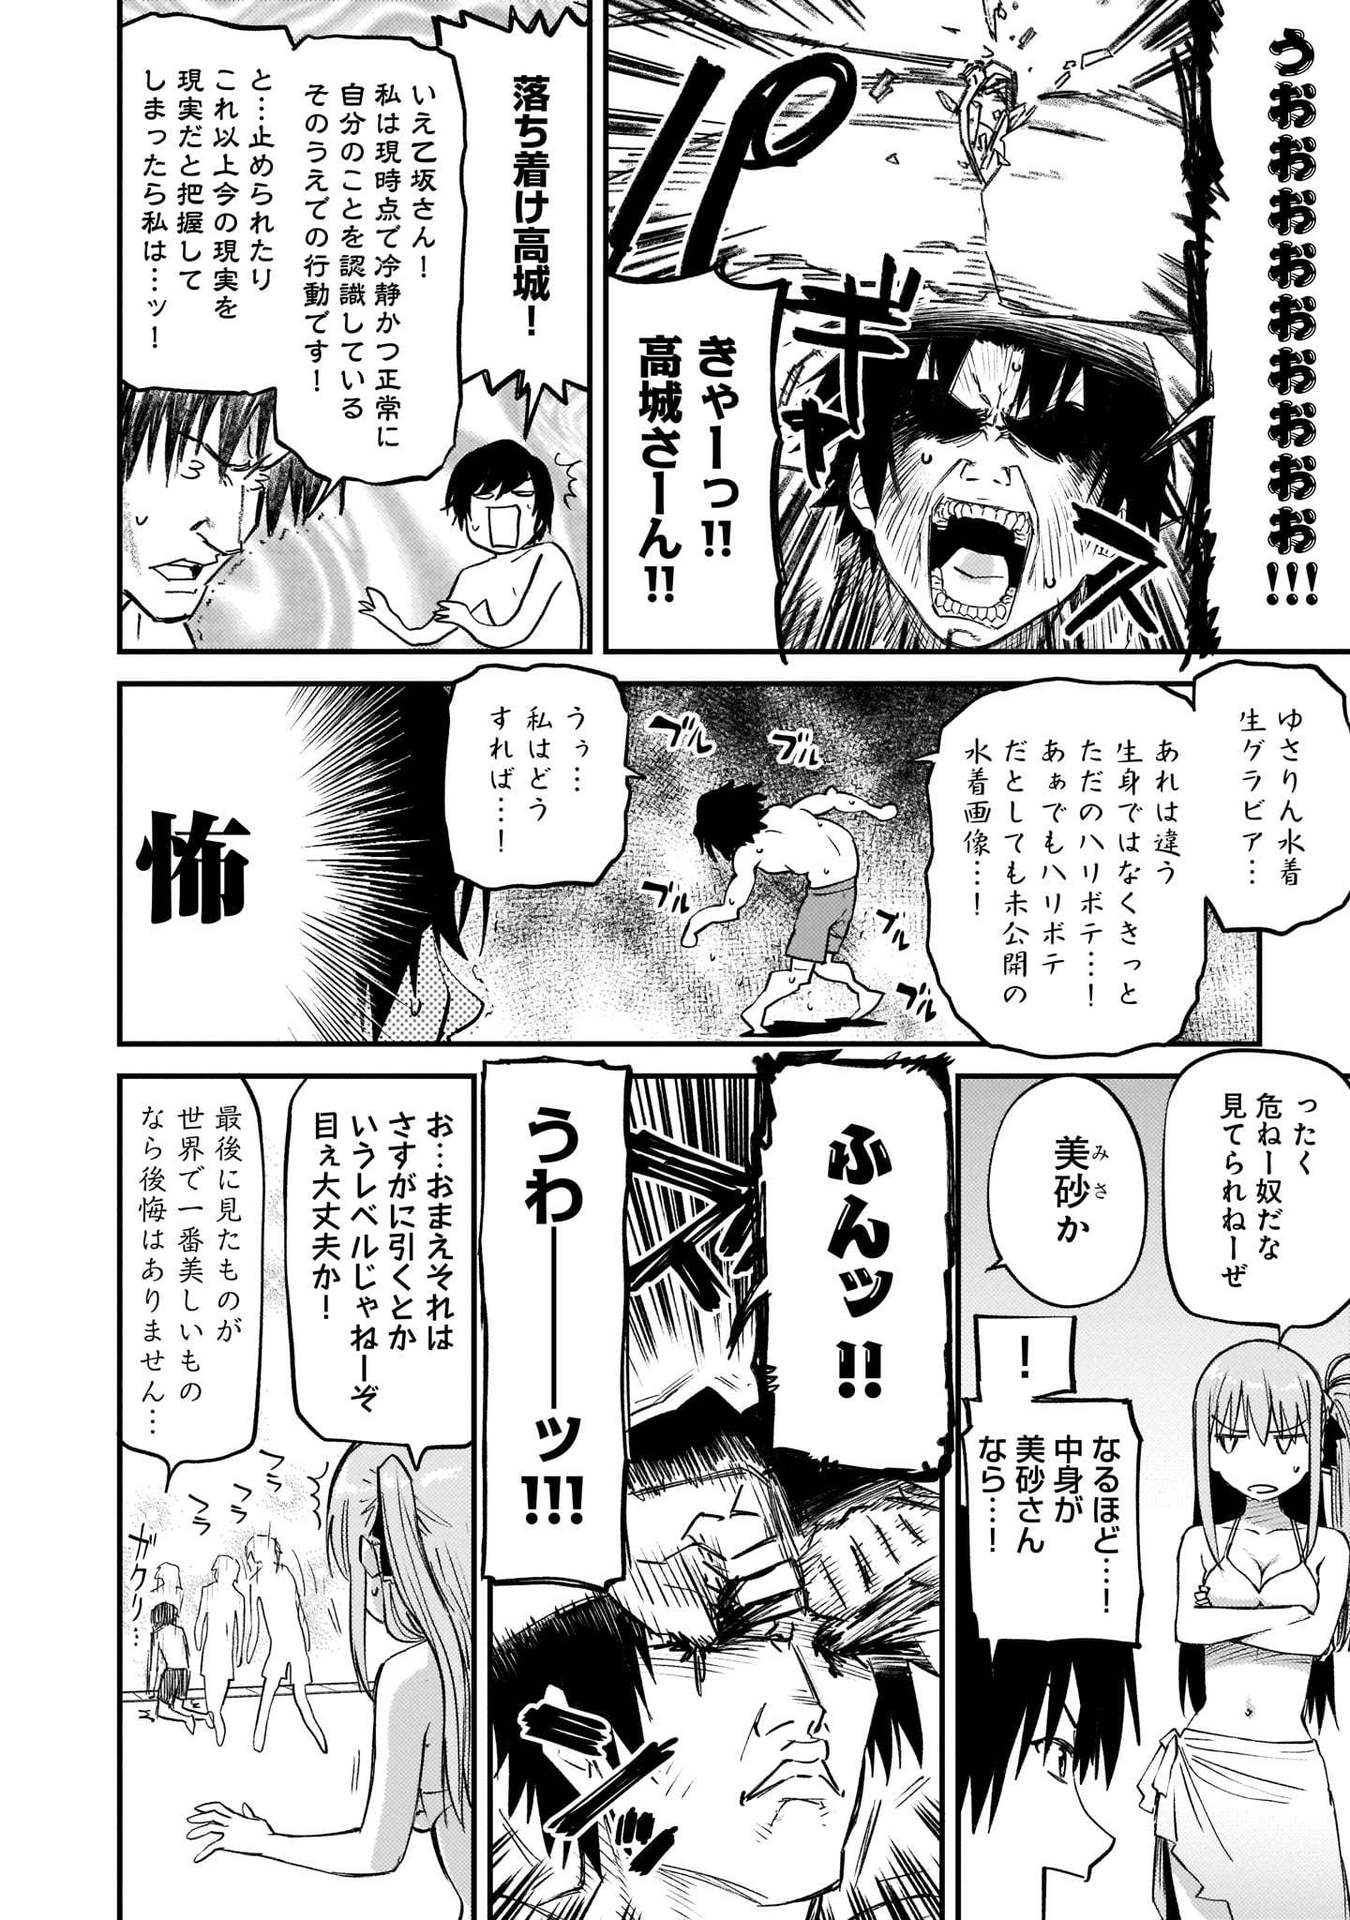 うおおおおおおおおお!!!
パ
ギャース
きゃーっ!!
高城さーん!!
落ち着け高城!
いえ乙坂さん!
私は現時点で冷静かつ正常に
自分のことを認識している
そのうえでの行動です!
と…止められたり
これ以上今の現実を
現実だと把握して
しまったら私は…ッ!
ゆさりん水着
生グラビア…
あれは違う
生身ではなくきっと
ただのハリボテ…!
あぁでもハリボテ
だとしても未公開の
水着画像…!
ブル
ブル
ブル
ブル
ブル
うぅ…
私はどう
すれば…!
怖
ったく
危ねー奴だな
見てられねーぜ
美砂か
みさ
!
なるほど…!
中身が
美砂さん
なら…!
ふんッ!!
うわーーーッ!!!
お…おまえそれは
さすがに引くとか
いうレベルじゃねーぞ
目ぇ大丈夫か!
最後に見たものが
世界で一番美しいもの
なら後悔はありません…
フラ
フラ
フラ
ガクリ…